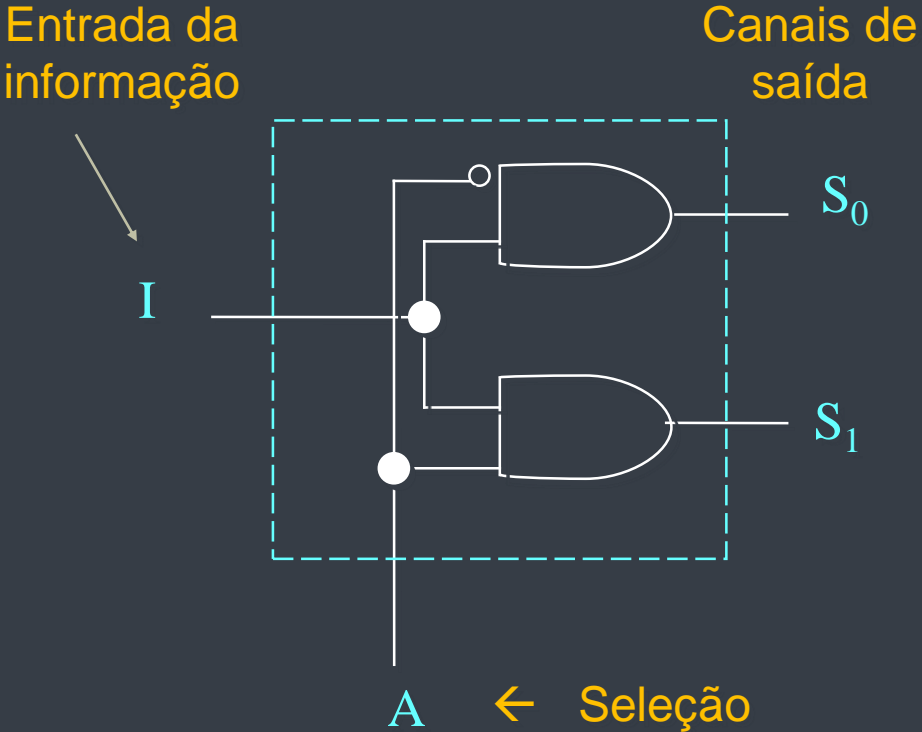 Entrada da
informação
Canais de
saída
S₀
I
S₁
A ← Seleção